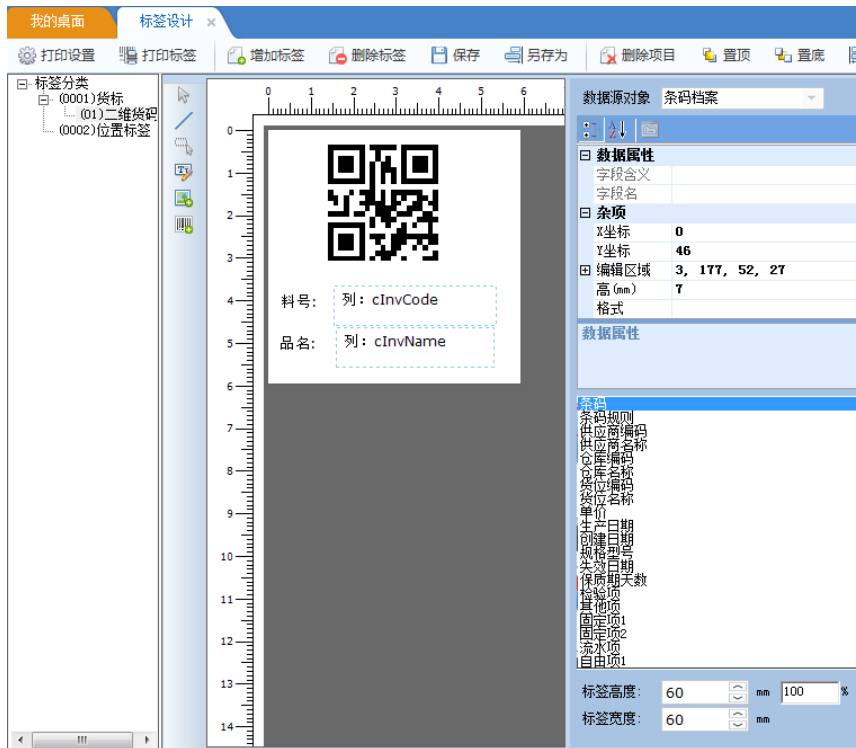 我的桌面 标签设计 ×
打印设置 打印标签 增加标签 删除标签 保存 另存为 删除项目 置顶 置底
标签分类
(0001)货标
(01)二维货码
(0002)位置标签
0 1 2 3 4 5 6
0
1
2
3
4
5
6
7
8
9
10
11
12
13
14
料号: 列：cInvCode
品名: 列：cInvName
数据源对象 条码档案
数据属性
字段含义
字段名
杂项
X坐标 0
Y坐标 46
编辑区域 3, 177, 52, 27
高(mm) 7
格式
数据属性
条码
条码规则
供应商编码
供应商名称
仓库编码
仓库名称
货位编码
货位名称
单价
生产日期
创建日期
规格型号
失效日期
保质期天数
检验项
其他项
固定项1
固定项2
流水项
自由项1
标签高度: 60 mm 100 %
标签宽度: 60 mm